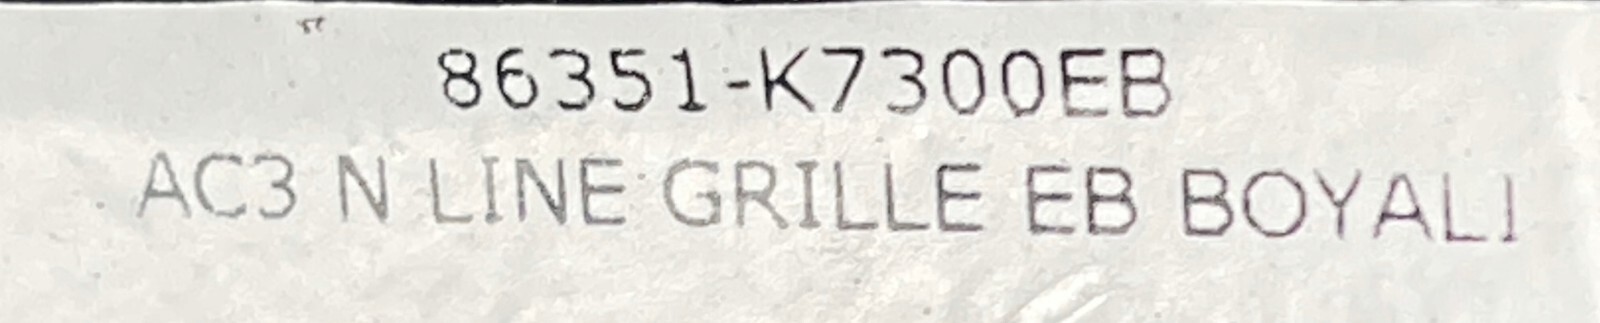 86351-K7300EB
AC3 N LINE GRILLE EB BOYALI